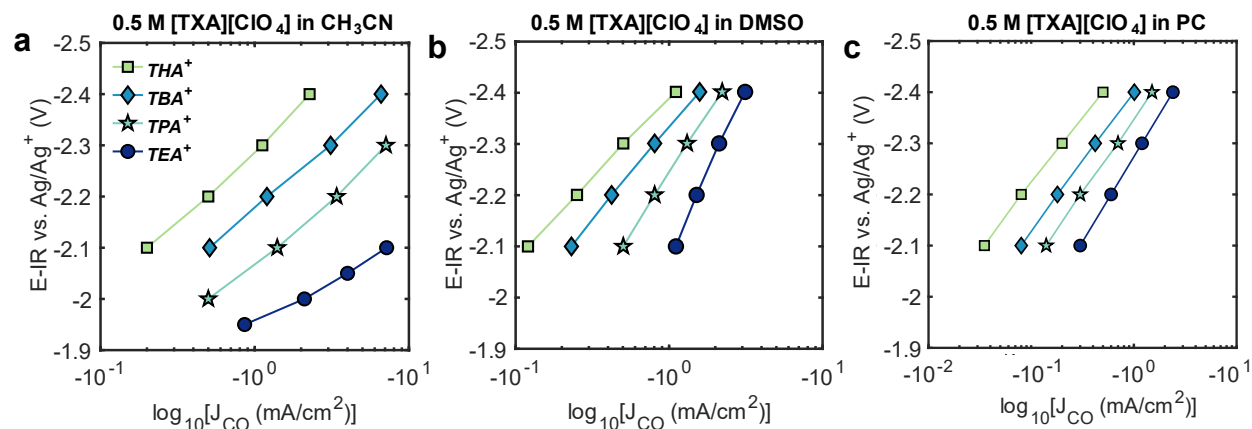 0.5 M [TXA][ClO₄] in CH₃CN
a
-2.5
-2.4
-2.3
-2.2
-2.1
-2
-1.9
E-IR vs. Ag/Ag⁺ (V)
THA⁺
TBA⁺
TPA⁺
TEA⁺
-10⁻¹ -10⁰ -10¹
log₁₀[J_CO (mA/cm²)]
0.5 M [TXA][ClO₄] in DMSO
b
-2.5
-2.4
-2.3
-2.2
-2.1
-2
-1.9
E-IR vs. Ag/Ag⁺ (V)
-10⁻¹ -10⁰ -10¹
log₁₀[J_CO (mA/cm²)]
0.5 M [TXA][ClO₄] in PC
c
-2.5
-2.4
-2.3
-2.2
-2.1
-2
-1.9
E-IR vs. Ag/Ag⁺ (V)
-10⁻² -10⁻¹ -10⁰ -10¹
log₁₀[J_CO (mA/cm²)]